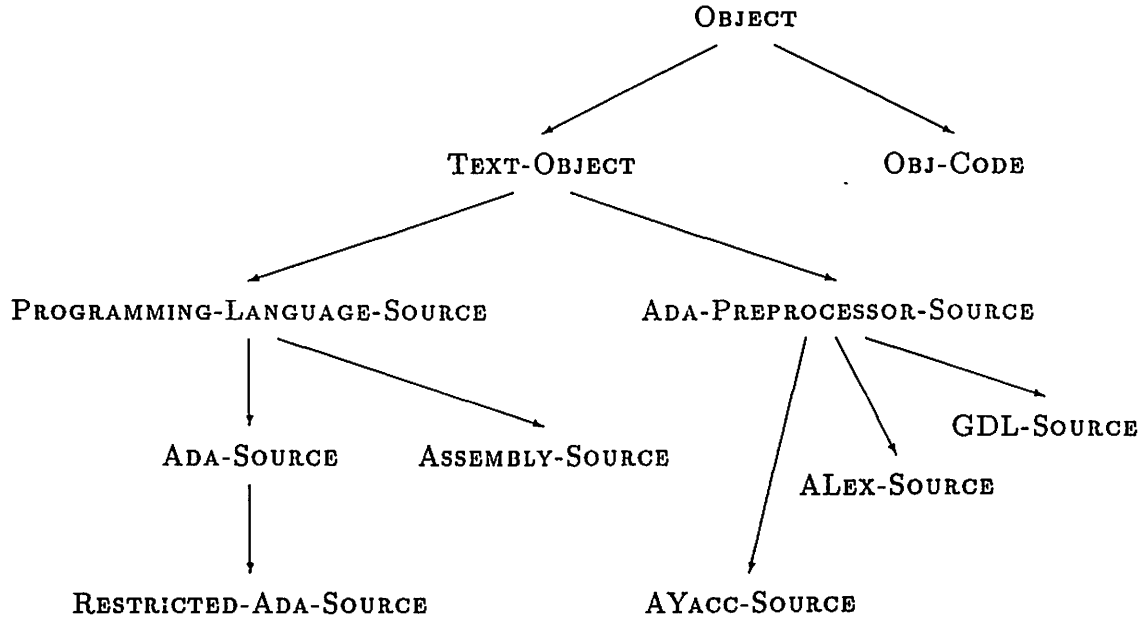 OBJECT
TEXT-OBJECT OBJ-CODE
PROGRAMMING-LANGUAGE-SOURCE ADA-PREPROCESSOR-SOURCE
GDL-SOURCE
ADA-SOURCE ASSEMBLY-SOURCE
ALEX-SOURCE
RESTRICTED-ADA-SOURCE AYACC-SOURCE